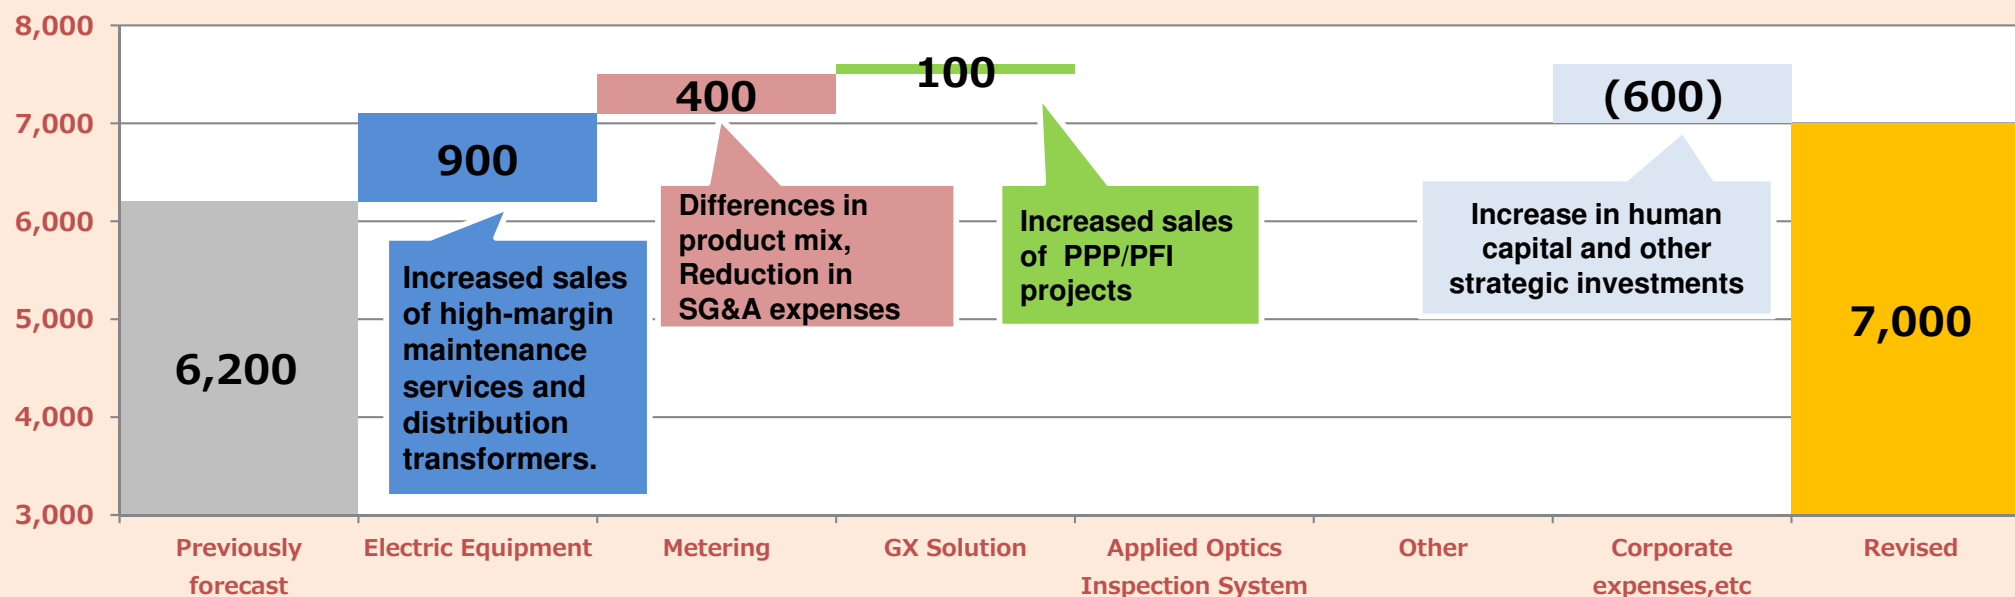 8,000
7,000
6,000
5,000
4,000
3,000
6,200
900
400
100
(600)
7,000
Increased sales
of high-margin
maintenance
services and
distribution
transformers.
Differences in
product mix,
Reduction in
SG&A expenses
Increased sales
of PPP/PFI
projects
Increase in human
capital and other
strategic investments
Previously
forecast
Electric Equipment
Metering
GX Solution
Applied Optics
Inspection System
Other
Corporate
expenses,etc
Revised